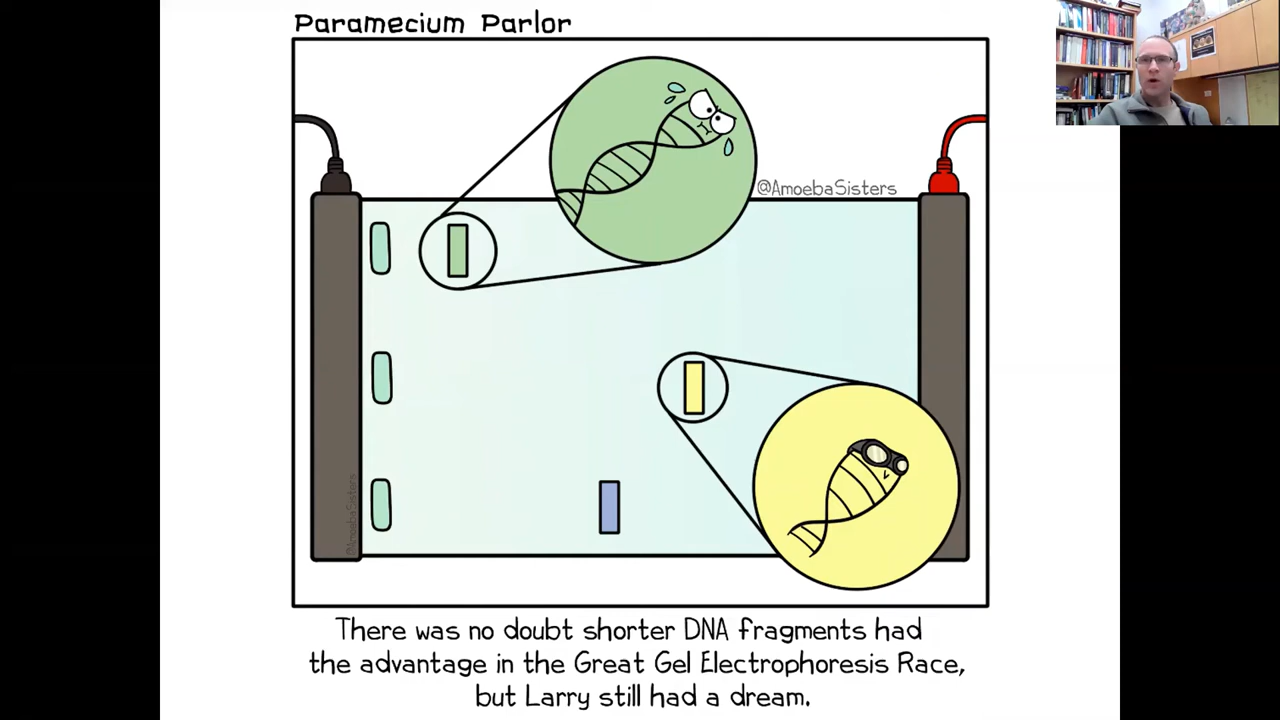 Paramecium Parlor
@AmoebaSisters
@AmoebaSisters
There was no doubt shorter DNA fragments had
the advantage in the Great Gel Electrophoresis Race,
but Larry still had a dream.